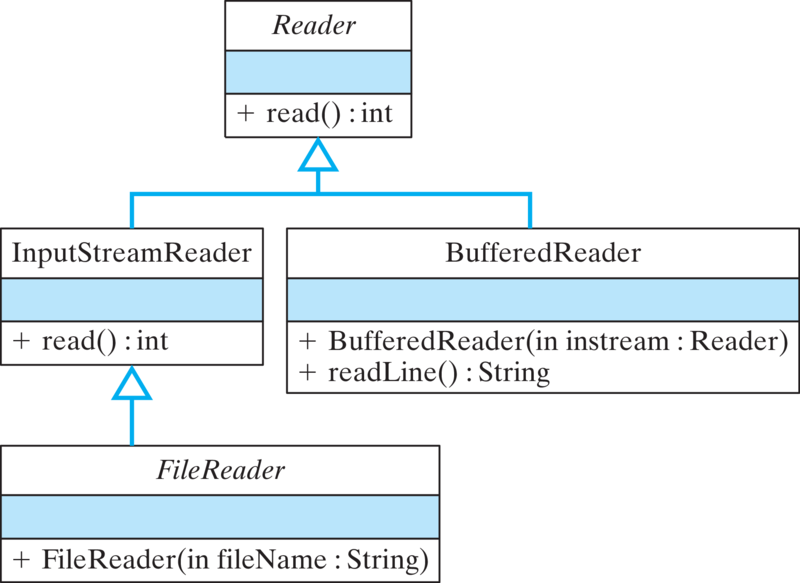 Reader
+ read() : int
InputStreamReader
+ read() : int
BufferedReader
+ BufferedReader(in instream : Reader)
+ readLine() : String
FileReader
+ FileReader(in fileName : String)